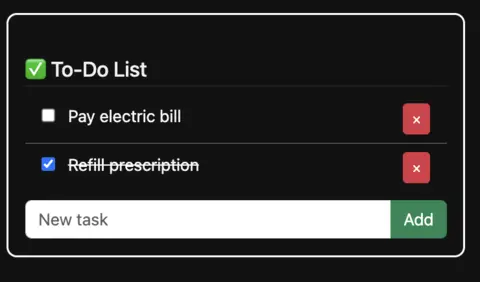 ✅ To-Do List
Pay electric bill ×
Refill prescription ×
New task Add